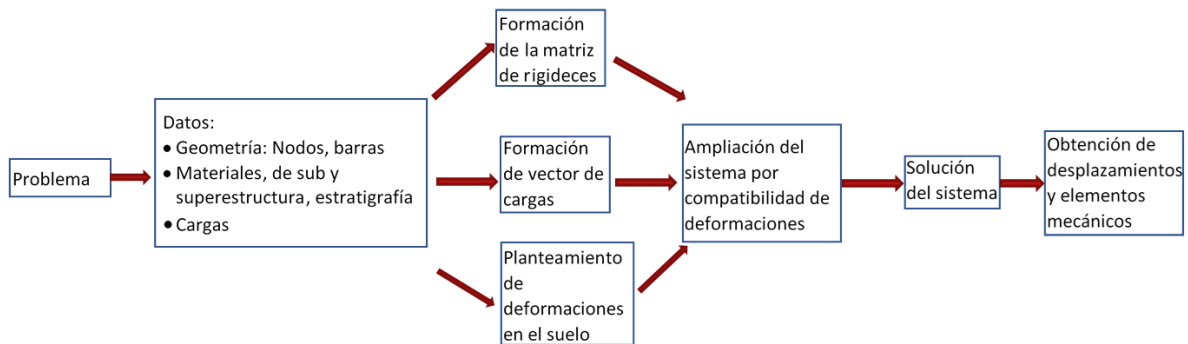 Problema
Datos:
• Geometría: Nodos, barras
• Materiales, de sub y
superestructura, estratigrafía
• Cargas
Formación
de la matriz
de rigideces
Formación
de vector de
cargas
Planteamiento
de
deformaciones
en el suelo
Ampliación del
sistema por
compatibilidad de
deformaciones
Solución
del sistema
Obtención de
desplazamientos
y elementos
mecánicos